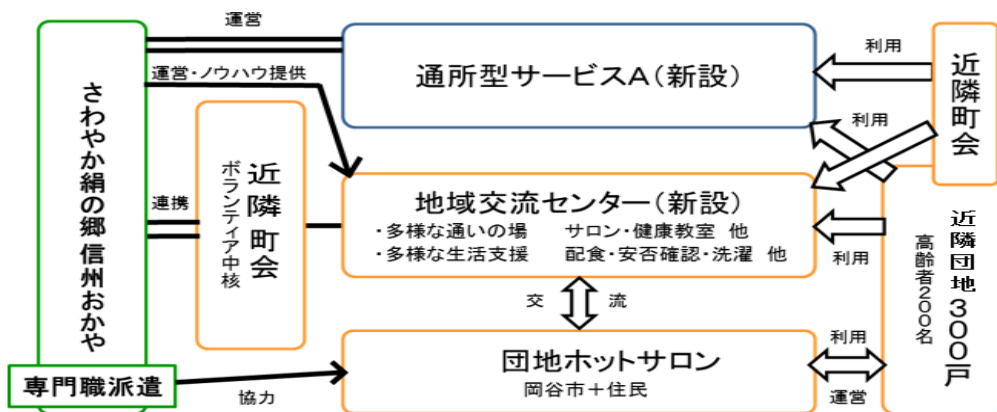 さわやか絹の郷 信州おかや
専門職派遣
運営
運営・ノウハウ提供
連携
協力
近隣町会
ボランティア中核
通所型サービスA(新設)
地域交流センター(新設)
・多様な通いの場 サロン・健康教室 他
・多様な生活支援 配食・安否確認・洗濯 他
交 流
団地ホットサロン
岡谷市+住民
利用
利用
利用
利用
運営
近隣町会
近隣団地300戸
高齢者200名